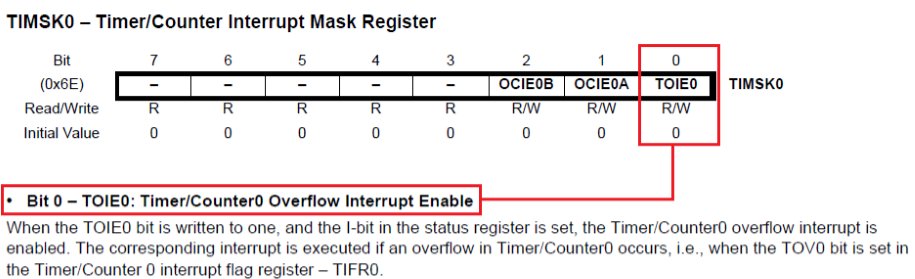 TIMSK0 – Timer/Counter Interrupt Mask Register
Bit 7 6 5 4 3 2 1 0
(0x6E) – – – – – OCIE0B OCIE0A TOIE0 TIMSK0
Read/Write R R R R R R/W R/W R/W
Initial Value 0 0 0 0 0 0 0 0
• Bit 0 – TOIE0: Timer/Counter0 Overflow Interrupt Enable
When the TOIE0 bit is written to one, and the I-bit in the status register is set, the Timer/Counter0 overflow interrupt is
enabled. The corresponding interrupt is executed if an overflow in Timer/Counter0 occurs, i.e., when the TOV0 bit is set in
the Timer/Counter 0 interrupt flag register – TIFR0.